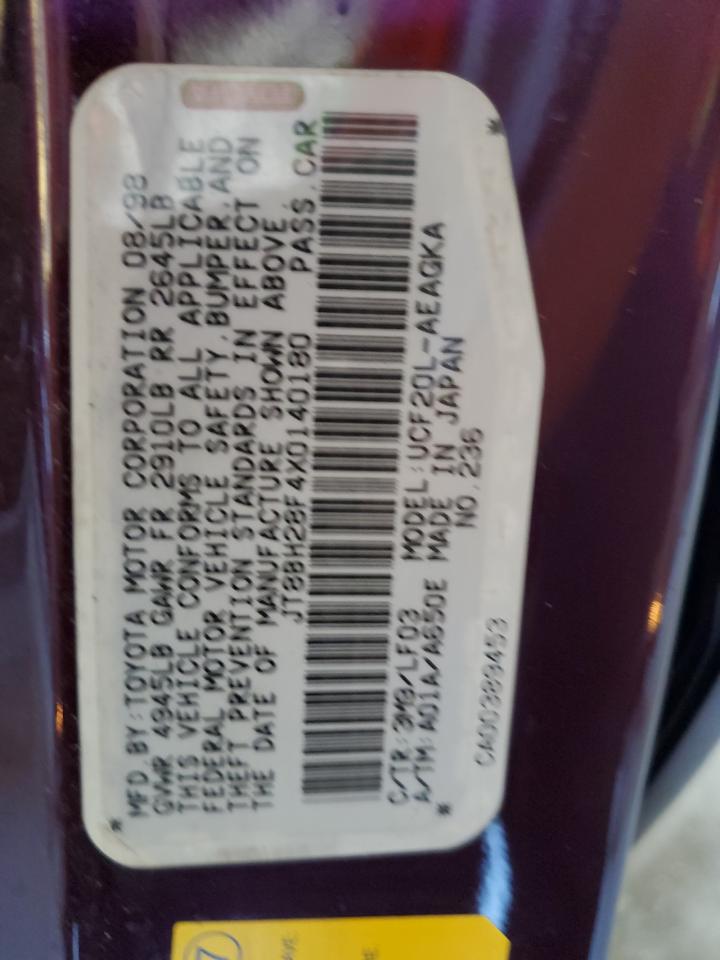 MFD.BY:TOYOTA MOTOR CORPORATION 08/98
GVWR 4945LB GAWR FR 2910LB RR 2645LB
THIS VEHICLE CONFORMS TO ALL APPLICABLE
FEDERAL MOTOR VEHICLE SAFETY,BUMPER,AND
THEFT PREVENTION STANDARDS IN EFFECT ON
THE DATE OF MANUFACTURE SHOWN ABOVE.
JT8BH28F4X0140180 PASS.CAR
C/TR:3M9/LF03 MODEL:UCF20L-AEAGKA
A/TM:A01A/A650E MADE IN JAPAN
NO.236
CA00389453
7